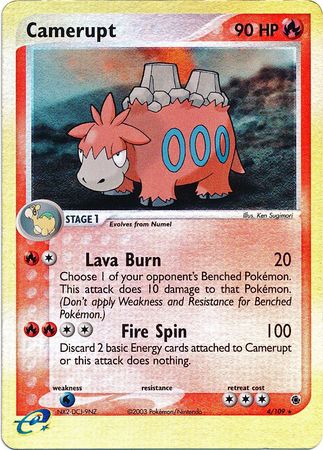 Camerupt 90 HP
Illus. Ken Sugimori
STAGE 1
Evolves from Numel
Lava Burn 20
Choose 1 of your opponent's Benched Pokémon.
This attack does 10 damage to that Pokémon.
(Don't apply Weakness and Resistance for Benched
Pokémon.)
Fire Spin 100
Discard 2 basic Energy cards attached to Camerupt
or this attack does nothing.
weakness resistance retreat cost
NX2-DCJ-9NZ ©2003 Pokémon/Nintendo 4/109 ★
e